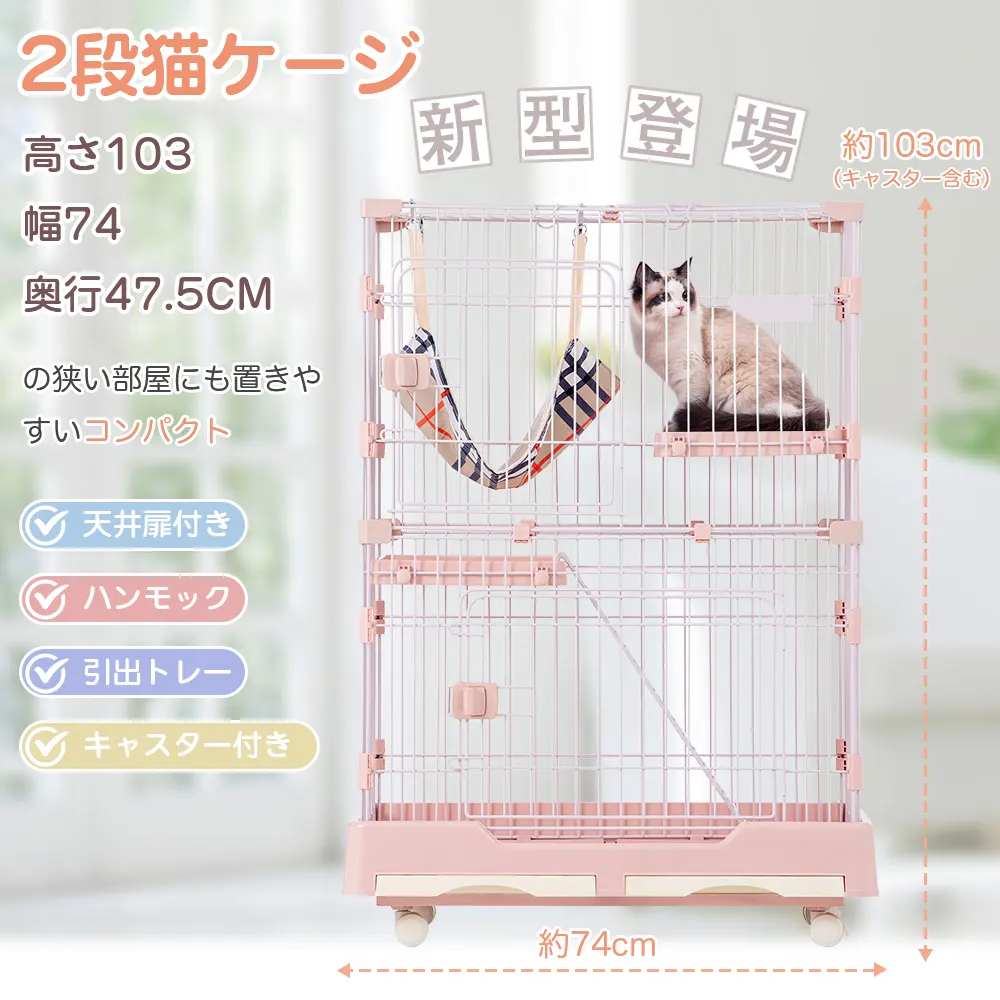 2段猫ケージ
新型登場
高さ103
幅74
奥行47.5CM
の狭い部屋にも置きや
すいコンパクト
天井扉付き
ハンモック
引出トレー
キャスター付き
約103cm
(キャスター含む)
約74cm